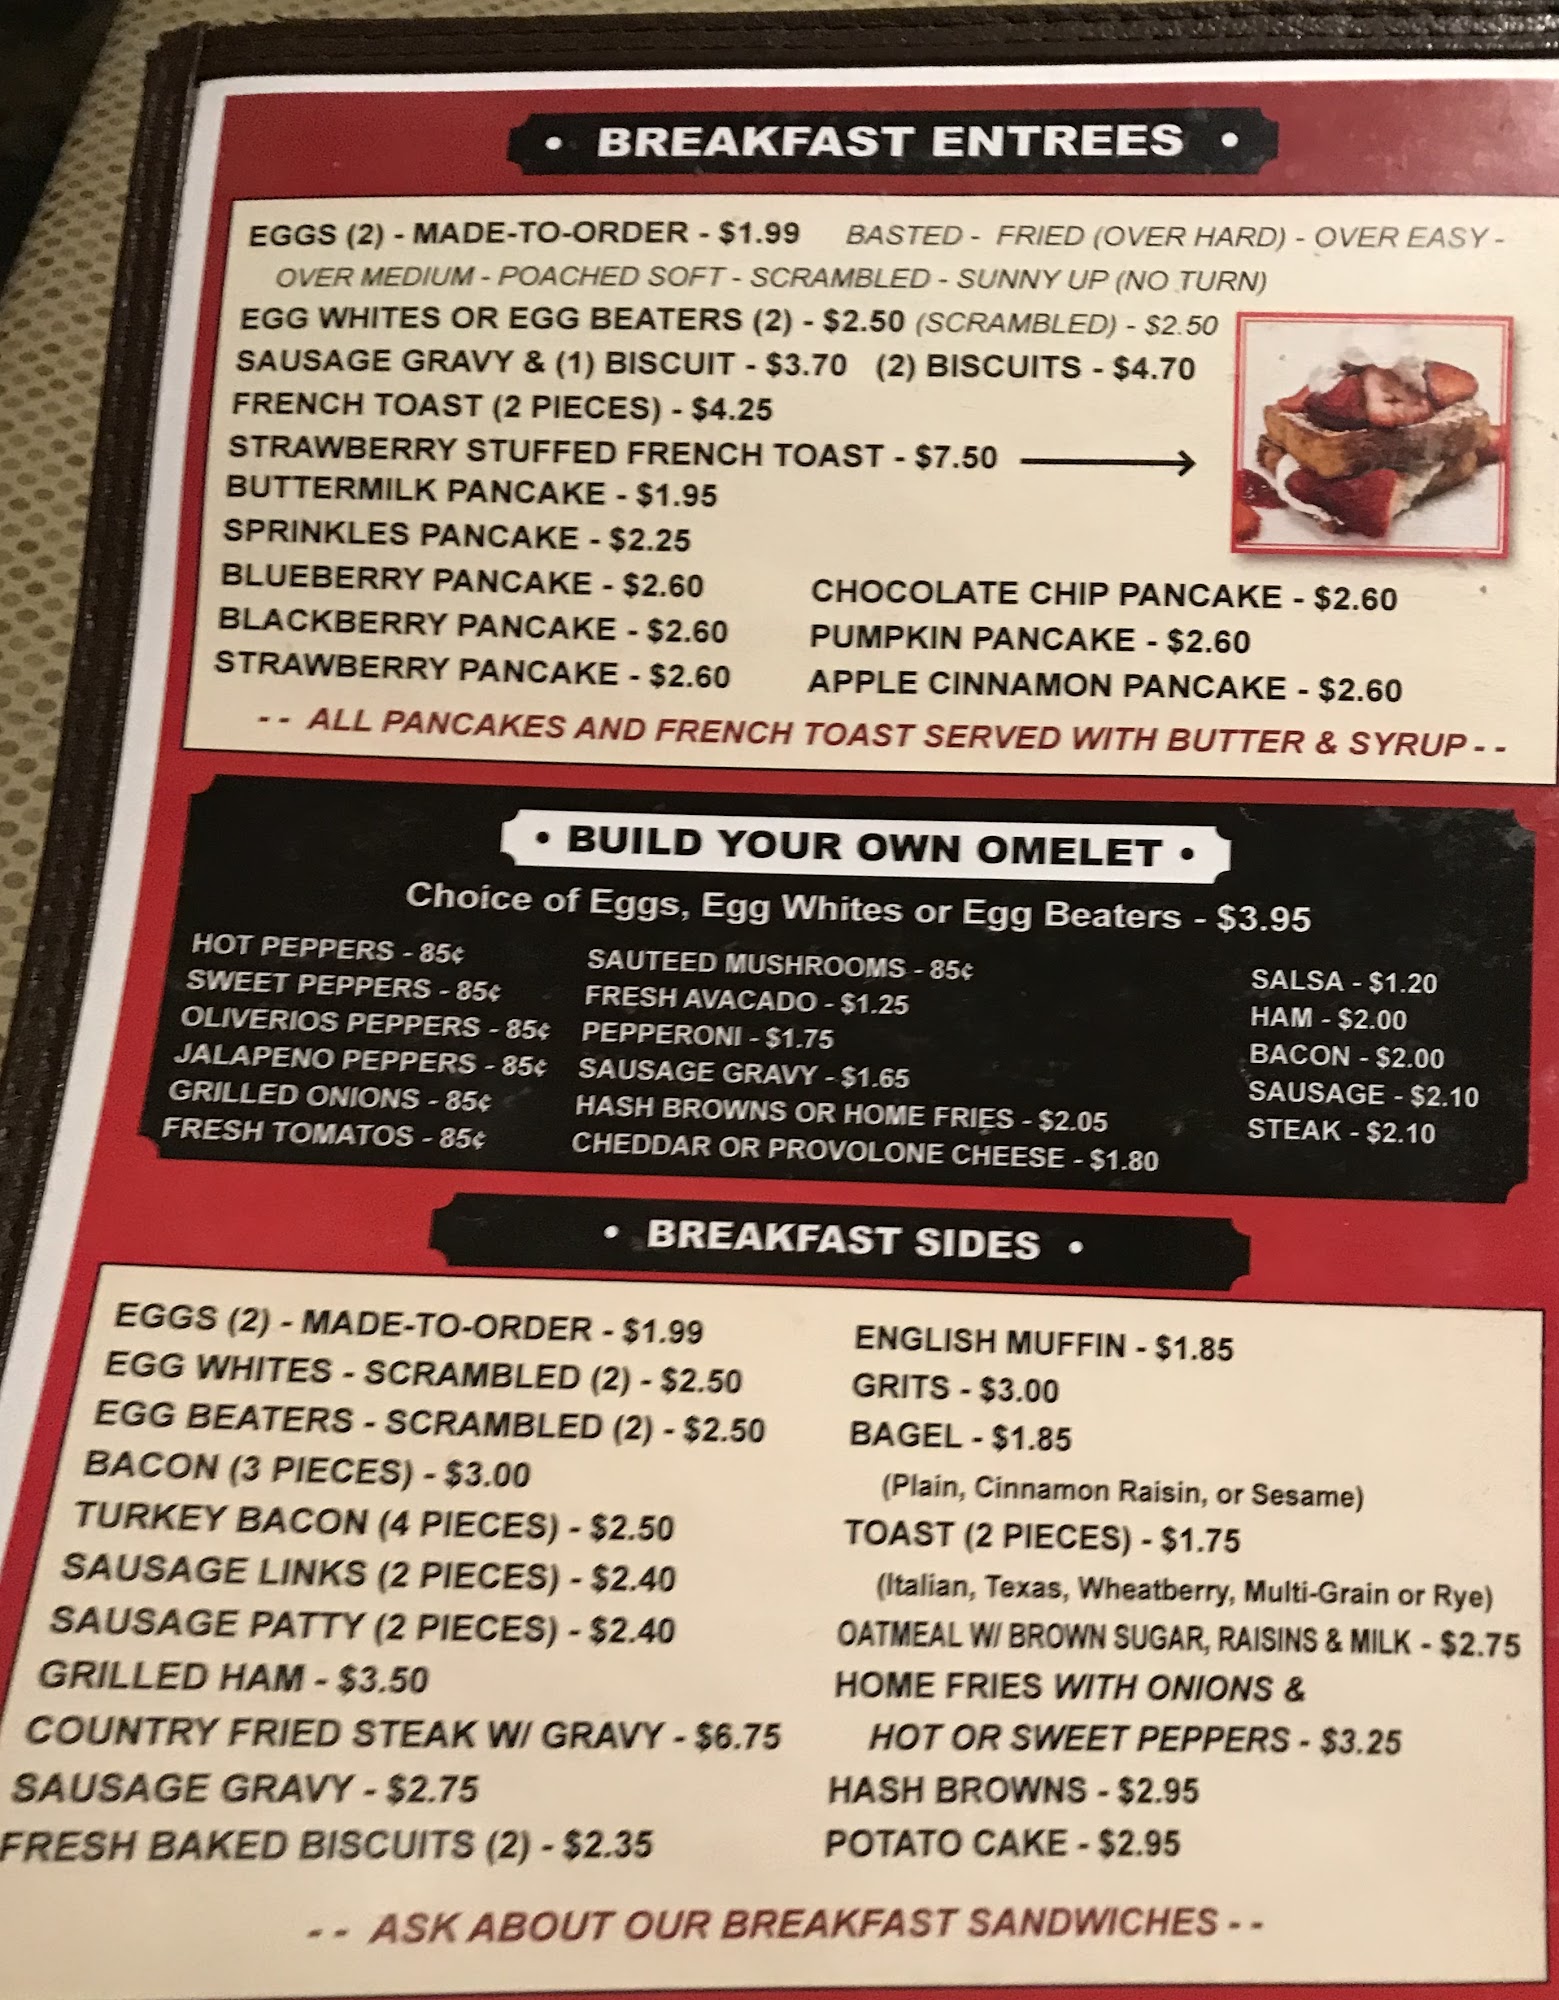 • BREAKFAST ENTREES •
EGGS (2) - MADE-TO-ORDER - $1.99 BASTED - FRIED (OVER HARD) - OVER EASY -
OVER MEDIUM - POACHED SOFT - SCRAMBLED - SUNNY UP (NO TURN)
EGG WHITES OR EGG BEATERS (2) - $2.50 (SCRAMBLED) - $2.50
SAUSAGE GRAVY & (1) BISCUIT - $3.70 (2) BISCUITS - $4.70
FRENCH TOAST (2 PIECES) - $4.25
STRAWBERRY STUFFED FRENCH TOAST - $7.50
BUTTERMILK PANCAKE - $1.95
SPRINKLES PANCAKE - $2.25
BLUEBERRY PANCAKE - $2.60
BLACKBERRY PANCAKE - $2.60
STRAWBERRY PANCAKE - $2.60
CHOCOLATE CHIP PANCAKE - $2.60
PUMPKIN PANCAKE - $2.60
APPLE CINNAMON PANCAKE - $2.60
- - ALL PANCAKES AND FRENCH TOAST SERVED WITH BUTTER & SYRUP - -
• BUILD YOUR OWN OMELET •
Choice of Eggs, Egg Whites or Egg Beaters - $3.95
HOT PEPPERS - 85¢
SWEET PEPPERS - 85¢
OLIVERIOS PEPPERS - 85¢
JALAPENO PEPPERS - 85¢
GRILLED ONIONS - 85¢
FRESH TOMATOS - 85¢
SAUTEED MUSHROOMS - 85¢
FRESH AVACADO - $1.25
PEPPERONI - $1.75
SAUSAGE GRAVY - $1.65
HASH BROWNS OR HOME FRIES - $2.05
CHEDDAR OR PROVOLONE CHEESE - $1.80
SALSA - $1.20
HAM - $2.00
BACON - $2.00
SAUSAGE - $2.10
STEAK - $2.10
• BREAKFAST SIDES •
EGGS (2) - MADE-TO-ORDER - $1.99
EGG WHITES - SCRAMBLED (2) - $2.50
EGG BEATERS - SCRAMBLED (2) - $2.50
BACON (3 PIECES) - $3.00
TURKEY BACON (4 PIECES) - $2.50
SAUSAGE LINKS (2 PIECES) - $2.40
SAUSAGE PATTY (2 PIECES) - $2.40
GRILLED HAM - $3.50
COUNTRY FRIED STEAK W/ GRAVY - $6.75
SAUSAGE GRAVY - $2.75
FRESH BAKED BISCUITS (2) - $2.35
ENGLISH MUFFIN - $1.85
GRITS - $3.00
BAGEL - $1.85
(Plain, Cinnamon Raisin, or Sesame)
TOAST (2 PIECES) - $1.75
(Italian, Texas, Wheatberry, Multi-Grain or Rye)
OATMEAL W/ BROWN SUGAR, RAISINS & MILK - $2.75
HOME FRIES WITH ONIONS &
HOT OR SWEET PEPPERS - $3.25
HASH BROWNS - $2.95
POTATO CAKE - $2.95
- - ASK ABOUT OUR BREAKFAST SANDWICHES - -